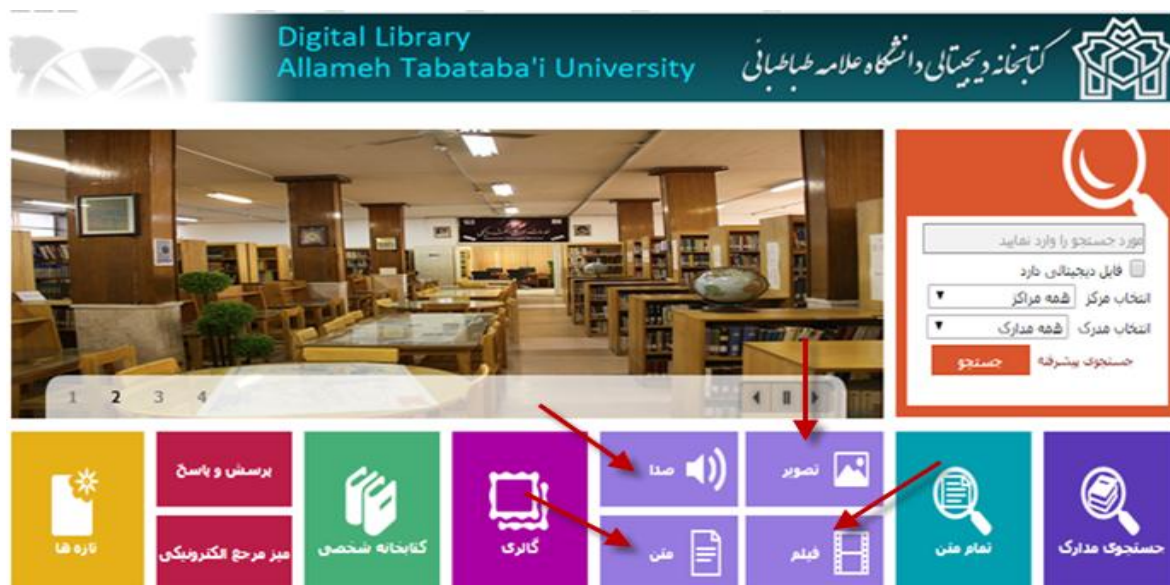 Digital Library
Allameh Tabataba'i University
کتابخانه دیجیتالی دانشگاه علامه طباطبائی
مورد جستجو را وارد نمایید
فایل دیجیتالی دارد
انتخاب مرکز همه مراکز
انتخاب مدرک همه مدارک
جستجوی پیشرفته جستجو
1 2 3 4
جستجوی مدارک
تمام متن
تصویر
صدا
فیلم
متن
گالری
کتابخانه شخصی
پرسش و پاسخ
میز مرجع الکترونیکی
تازه ها